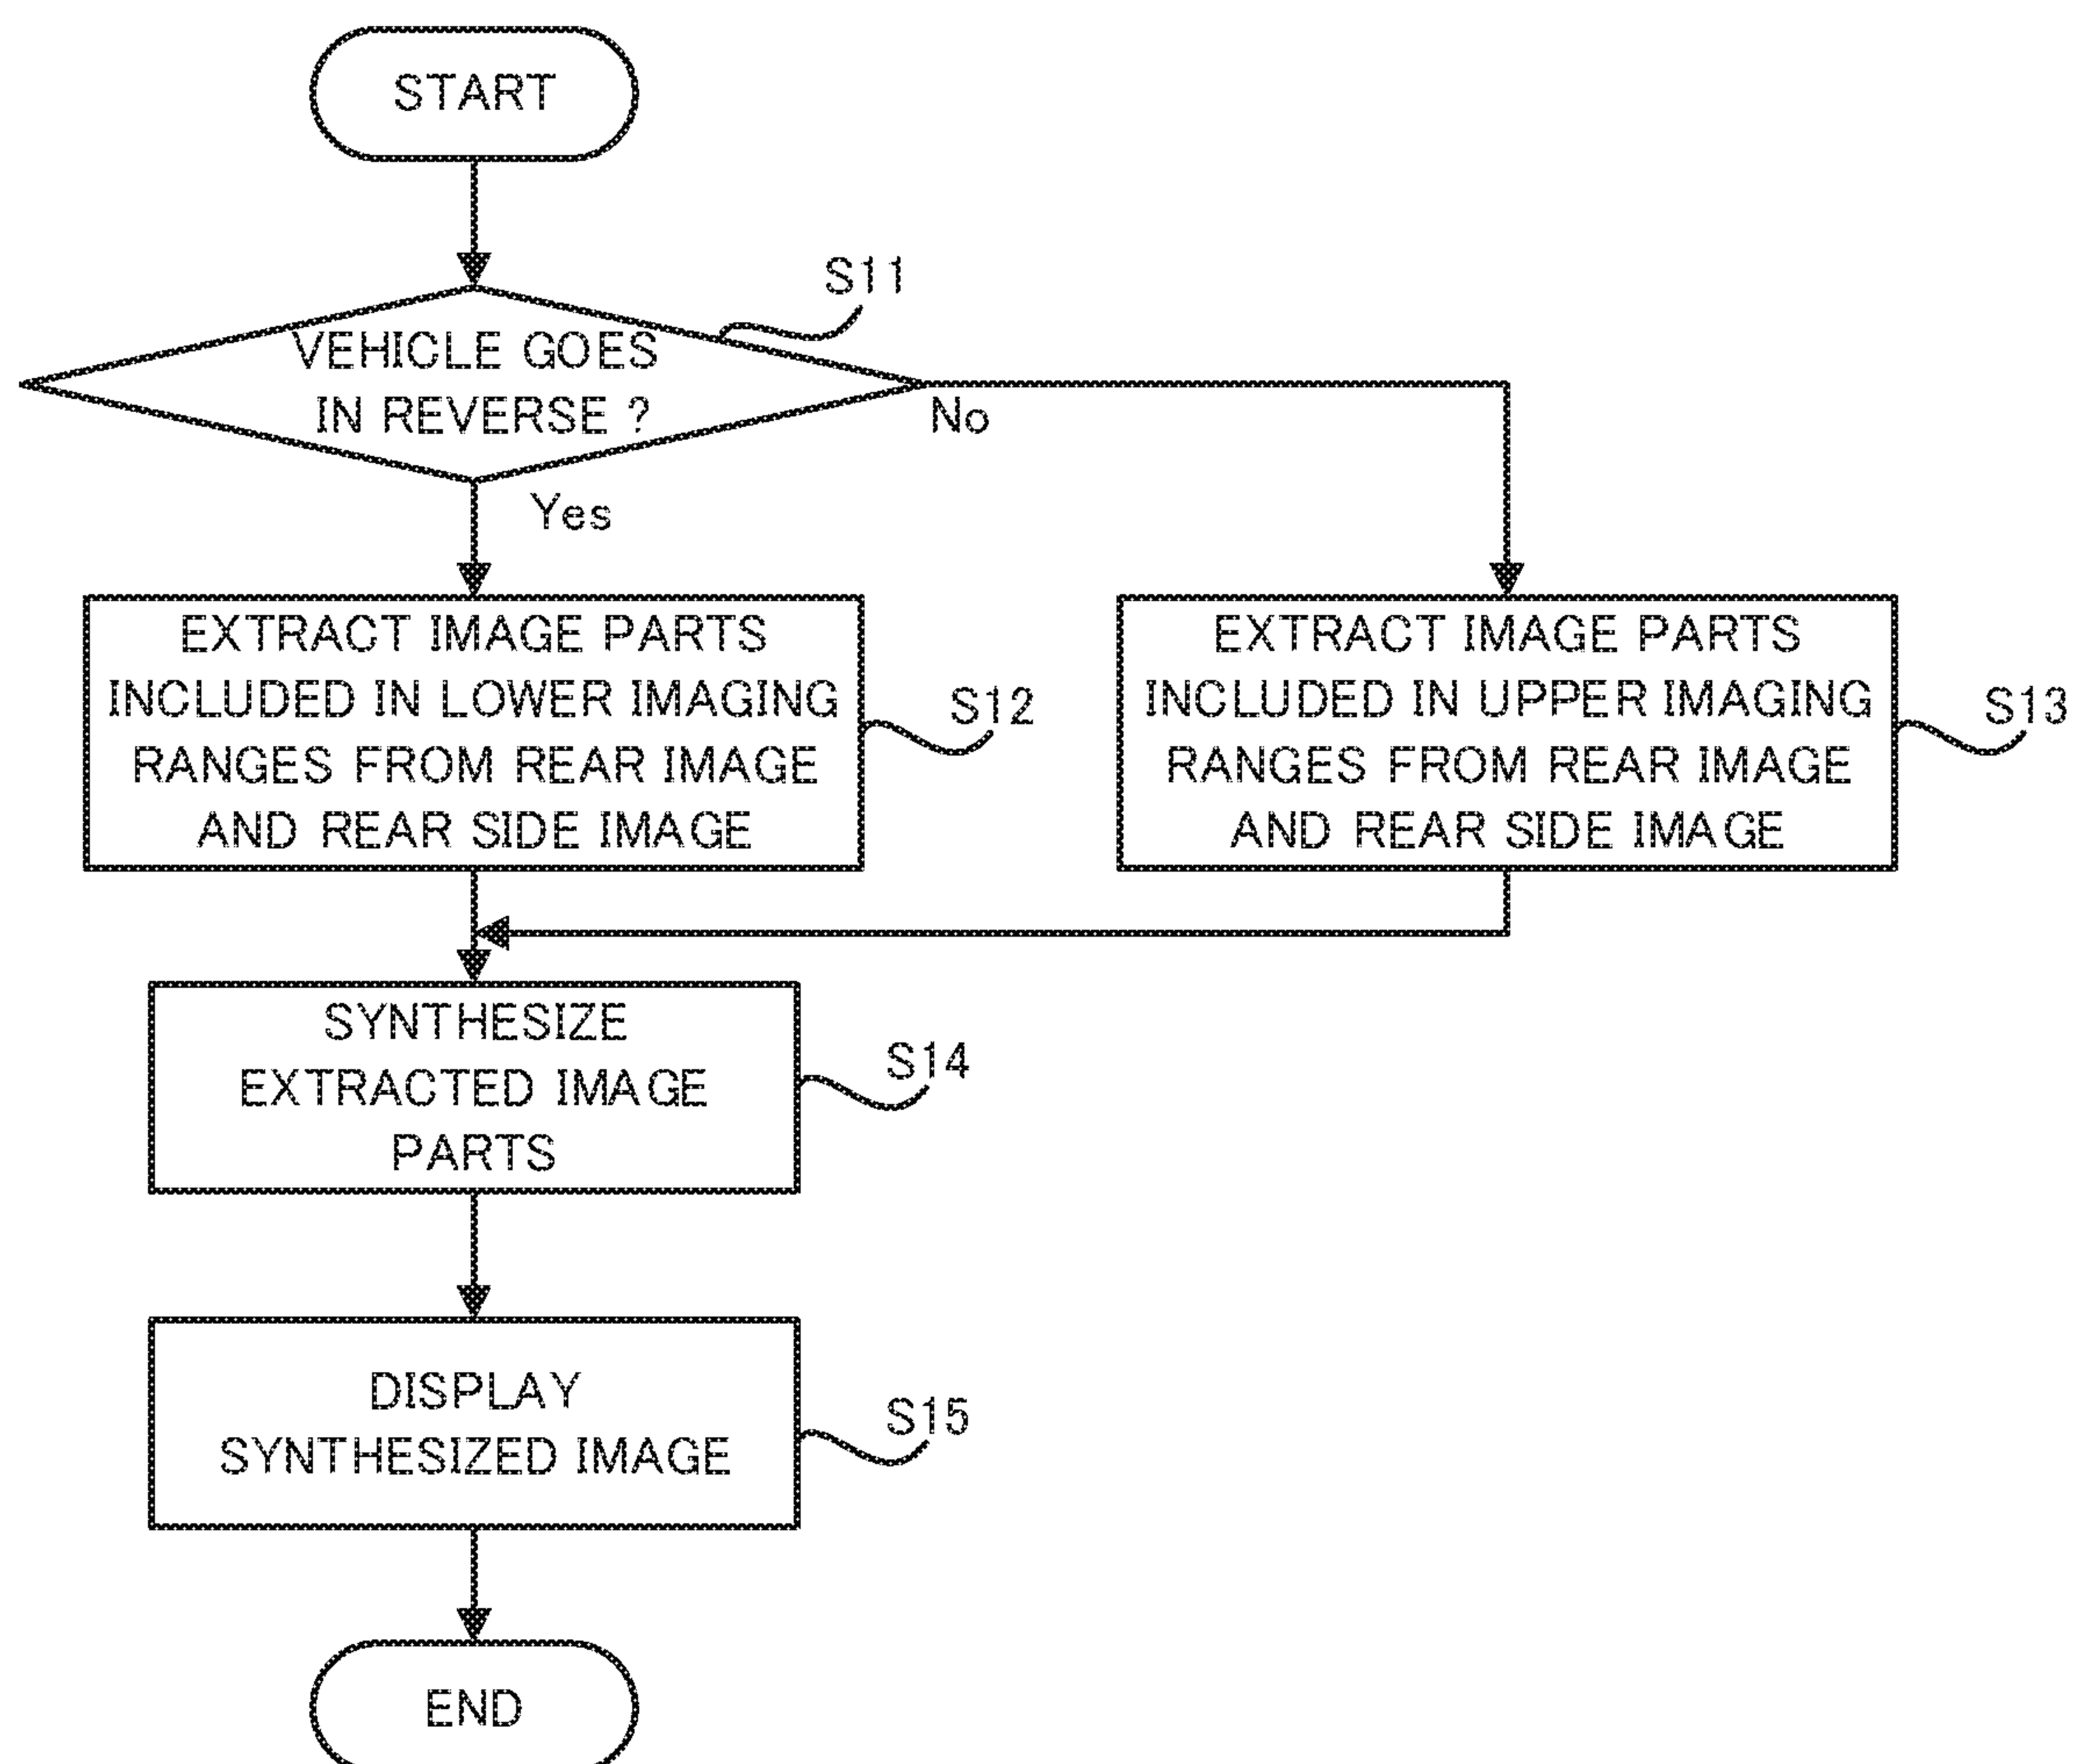 START
S11
VEHICLE GOES
IN REVERSE ?
No
Yes
EXTRACT IMAGE PARTS
INCLUDED IN LOWER IMAGING
RANGES FROM REAR IMAGE
AND REAR SIDE IMAGE
S12
EXTRACT IMAGE PARTS
INCLUDED IN UPPER IMAGING
RANGES FROM REAR IMAGE
AND REAR SIDE IMAGE
S13
SYNTHESIZE
EXTRACTED IMAGE
PARTS
S14
DISPLAY
SYNTHESIZED IMAGE
S15
END